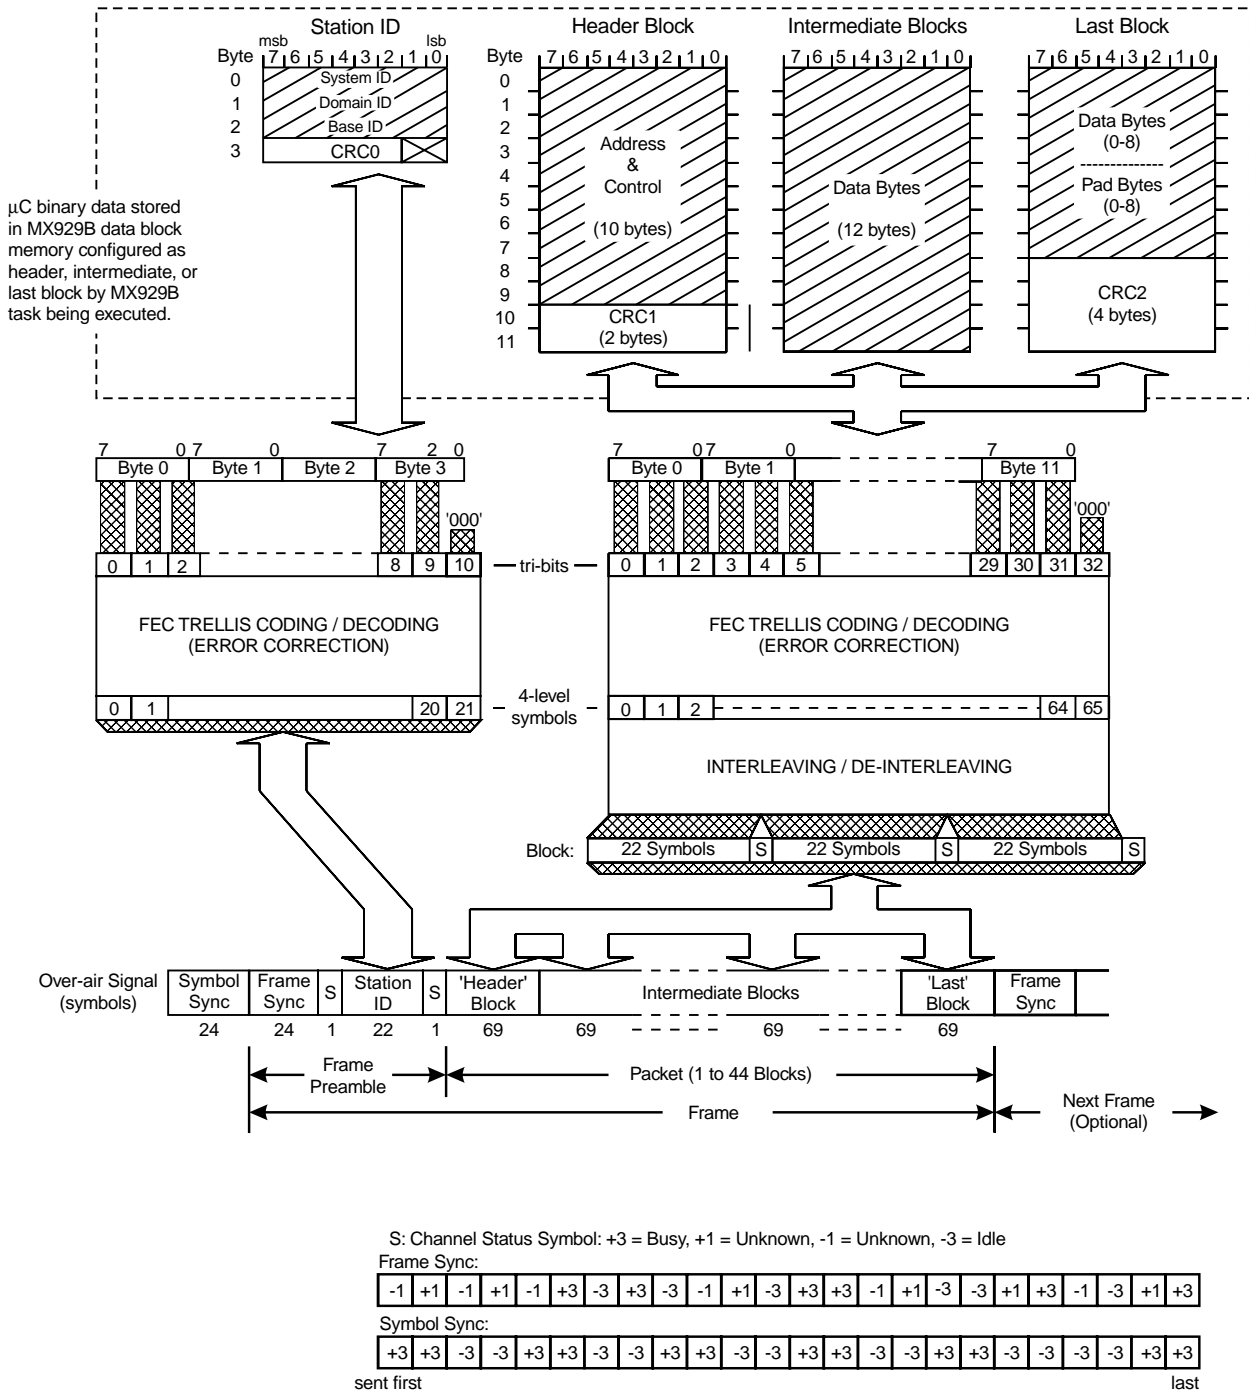 Station ID
Header Block
Intermediate Blocks
Last Block
msb lsb
Byte 7 6 5 4 3 2 1 0
Byte 7 6 5 4 3 2 1 0
7 6 5 4 3 2 1 0
7 6 5 4 3 2 1 0
0 System ID
1 Domain ID
2 Base ID
3 CRC0
0
1
2
3
4
5
6
7
8
9
10
11
Address
&
Control
(10 bytes)
CRC1
(2 bytes)
Data Bytes
(12 bytes)
Data Bytes
(0-8)
Pad Bytes
(0-8)
CRC2
(4 bytes)
µC binary data stored
in MX929B data block
memory configured as
header, intermediate, or
last block by MX929B
task being executed.
7 0 7 0 7 2 0
Byte 0 Byte 1 Byte 2 Byte 3
'000'
0 1 2 8 9 10
tri-bits
7 0 7 0 7 0
Byte 0 Byte 1 Byte 11
'000'
0 1 2 3 4 5 29 30 31 32
FEC TRELLIS CODING / DECODING
(ERROR CORRECTION)
FEC TRELLIS CODING / DECODING
(ERROR CORRECTION)
0 1 20 21
4-level
symbols
0 1 2 64 65
INTERLEAVING / DE-INTERLEAVING
Block: 22 Symbols S 22 Symbols S 22 Symbols S
Over-air Signal
(symbols)
Symbol
Sync
Frame
Sync
S
Station
ID
S
'Header'
Block
Intermediate Blocks
'Last'
Block
Frame
Sync
24 24 1 22 1 69 69 69 69
Frame
Preamble
Packet (1 to 44 Blocks)
Frame
Next Frame
(Optional)
S: Channel Status Symbol: +3 = Busy, +1 = Unknown, -1 = Unknown, -3 = Idle
Frame Sync:
-1 +1 -1 +1 -1 +3 -3 +3 -3 -1 +1 -3 +3 +3 -1 +1 -3 -3 +1 +3 -1 -3 +1 +3
Symbol Sync:
+3 +3 -3 -3 +3 +3 -3 -3 +3 +3 -3 -3 +3 +3 -3 -3 +3 +3 -3 -3 -3 -3 +3 +3
sent first last